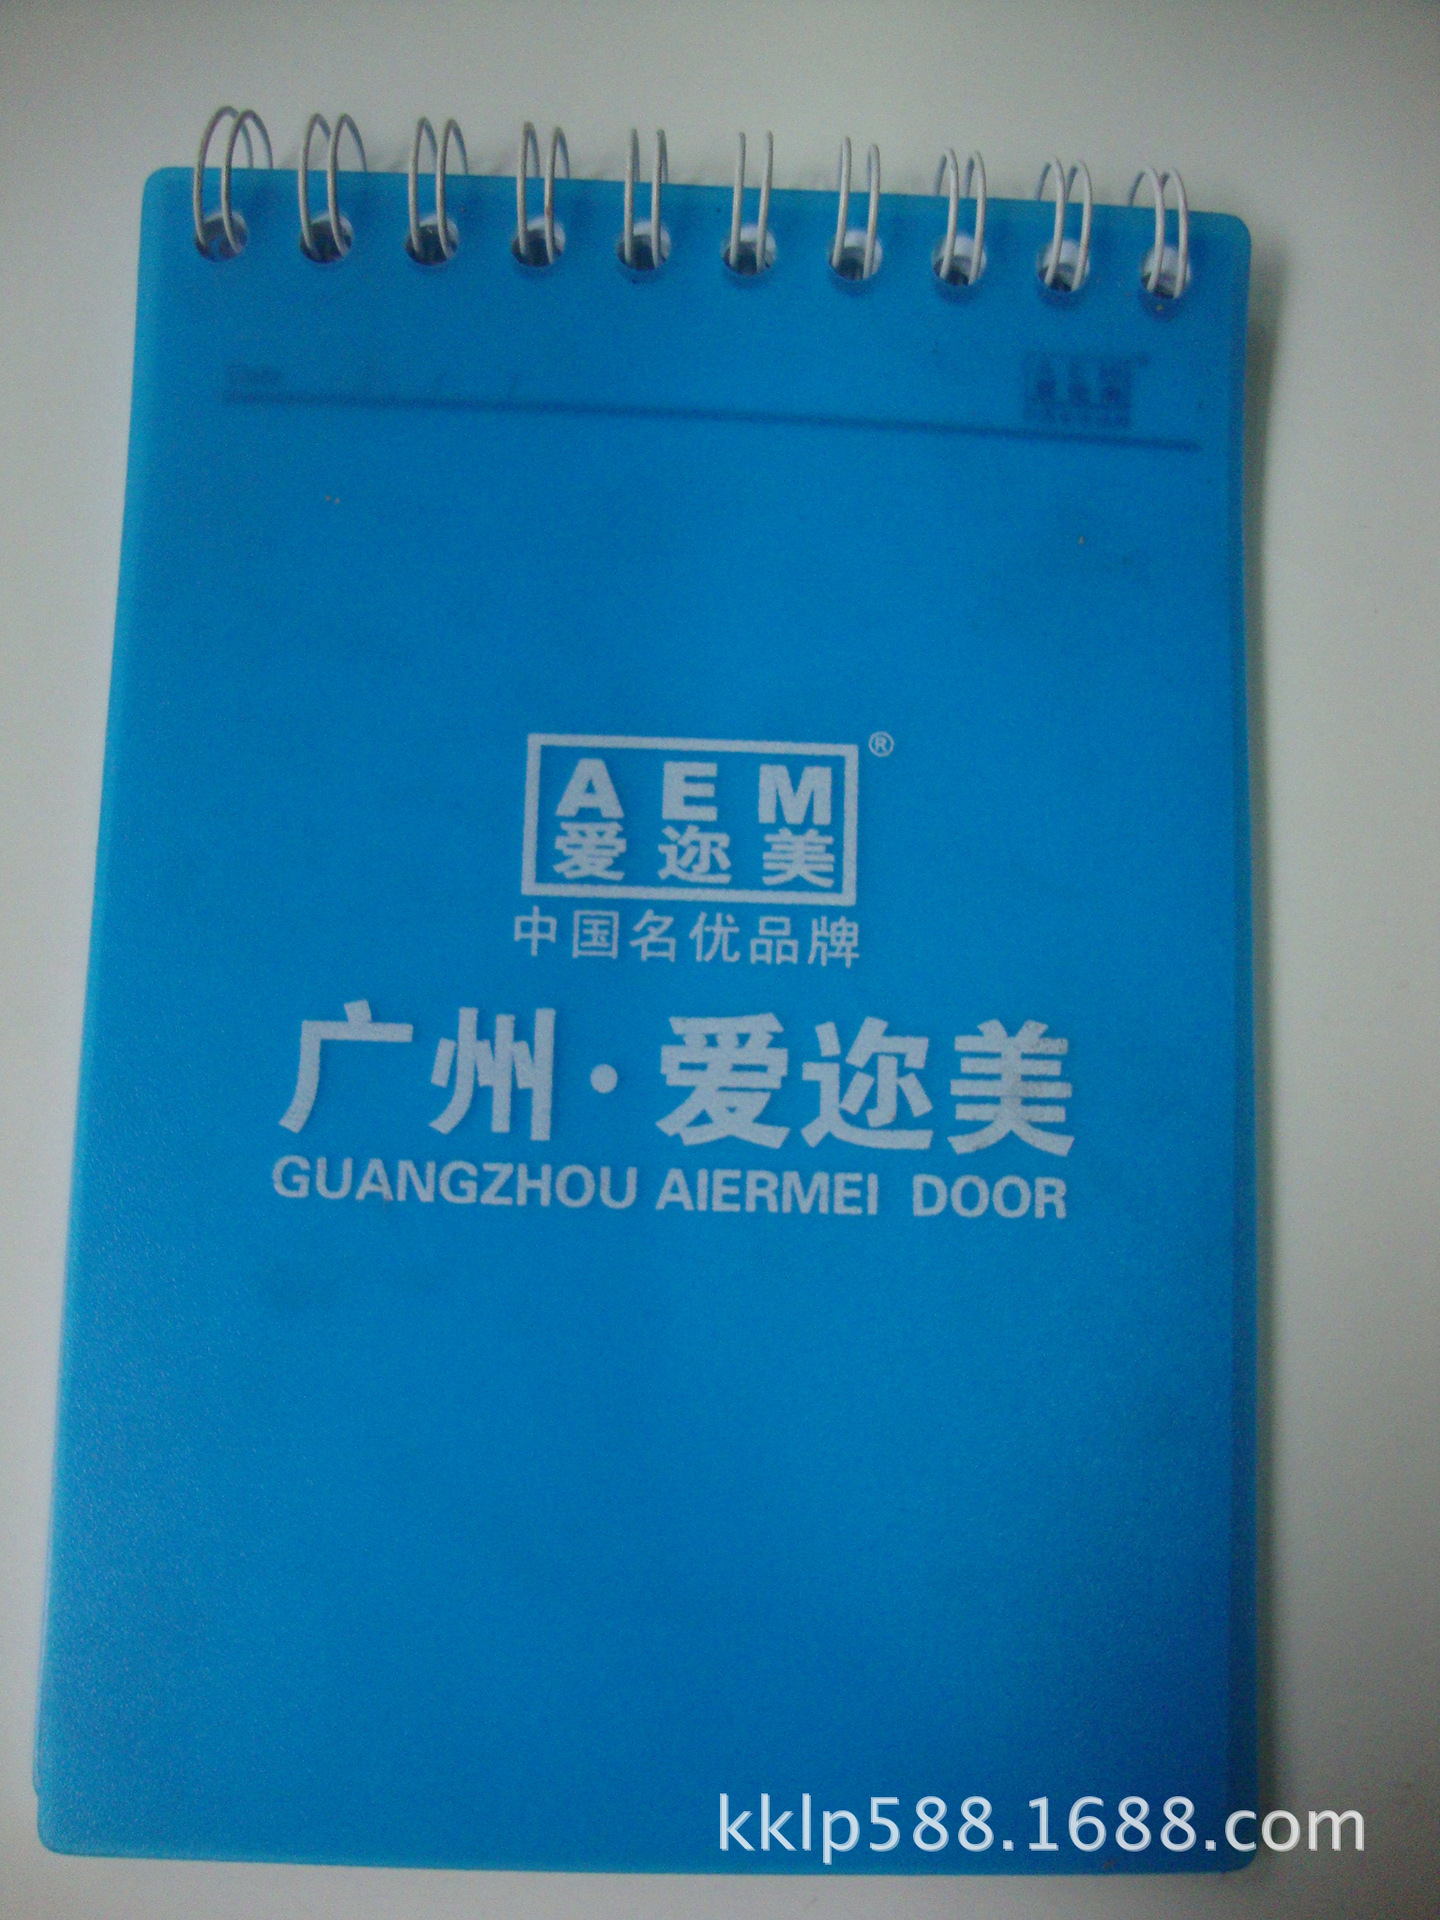 Date
A E M ®
爱迩美
中国名优品牌
广州·爱迩美
GUANGZHOU AIERMEI DOOR
kklp588.1688.com